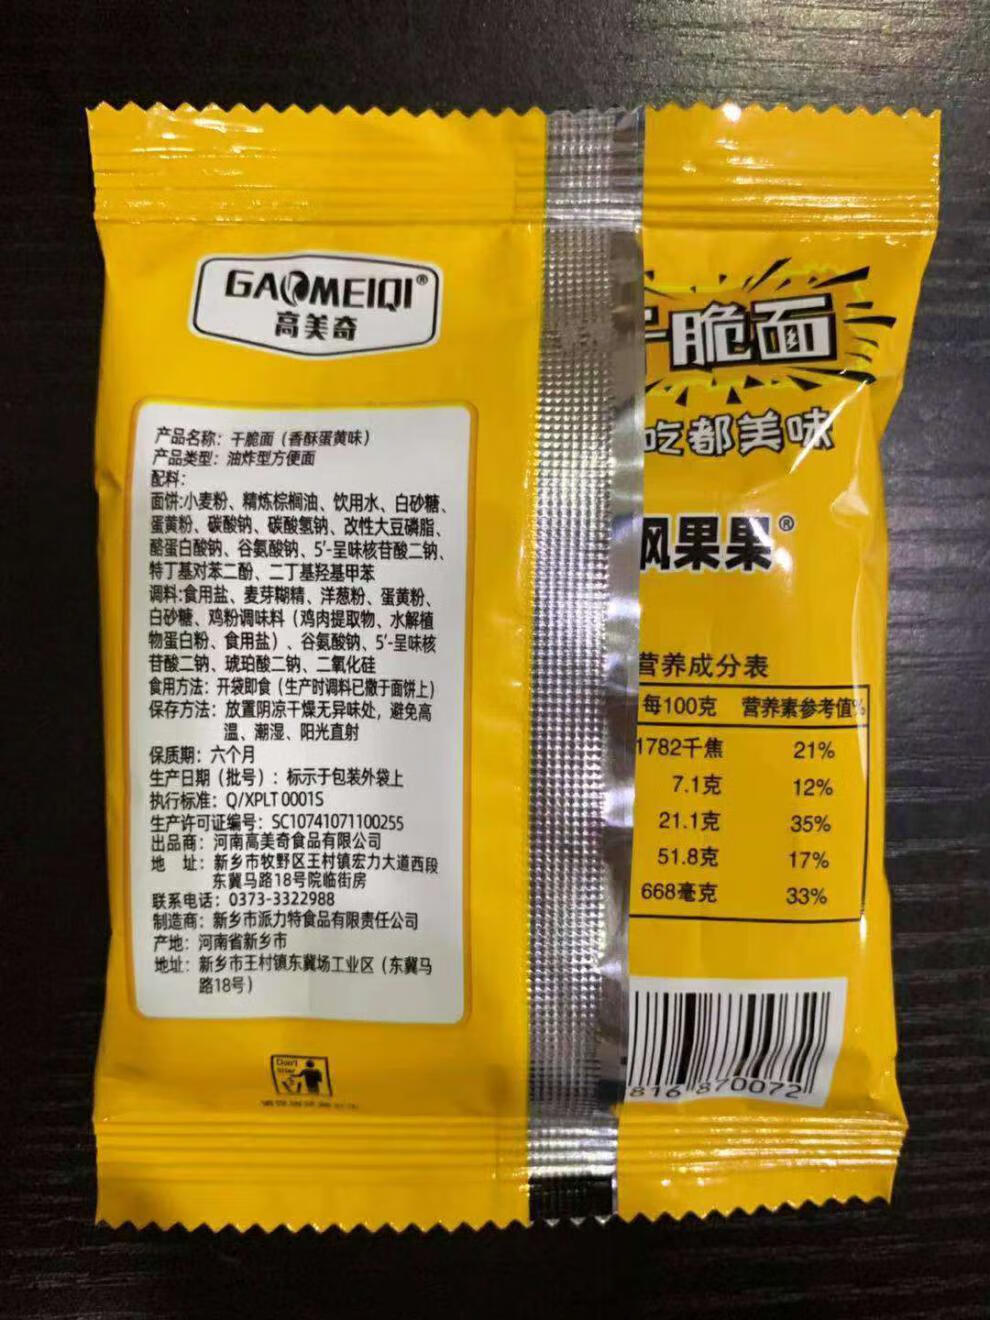 GAOMEIQI®
高美奇
产品名称：干脆面（香酥蛋黄味）
产品类型：油炸型方便面
配料：
面饼:小麦粉、精炼棕榈油、饮用水、白砂糖、
蛋黄粉、碳酸钠、碳酸氢钠、改性大豆磷脂、
酪蛋白酸钠、谷氨酸钠、5′-呈味核苷酸二钠、
特丁基对苯二酚、二丁基羟基甲苯
调料:食用盐、麦芽糊精、洋葱粉、蛋黄粉、
白砂糖、鸡粉调味料（鸡肉提取物、水解植
物蛋白粉、食用盐）、谷氨酸钠、5′-呈味核
苷酸二钠、琥珀酸二钠、二氧化硅
食用方法：开袋即食（生产时调料已撒于面饼上）
保存方法：放置阴凉干燥无异味处，避免高
温、潮湿、阳光直射
保质期：六个月
生产日期（批号）：标示于包装外袋上
执行标准：Q/XPLT 0001S
生产许可证编号：SC10741071100255
出品商：河南高美奇食品有限公司
地 址：新乡市牧野区王村镇宏力大道西段
东冀马路18号院临街房
联系电话：0373-3322988
制造商：新乡市派力特食品有限责任公司
产地：河南省新乡市
地址：新乡市王村镇东冀场工业区（东冀马
路18号）
Don't litter
脆面
吃都美味
枫果果®
营养成分表
每100克 营养素参考值%
1782千焦 21%
7.1克 12%
21.1克 35%
51.8克 17%
668毫克 33%
816 870072